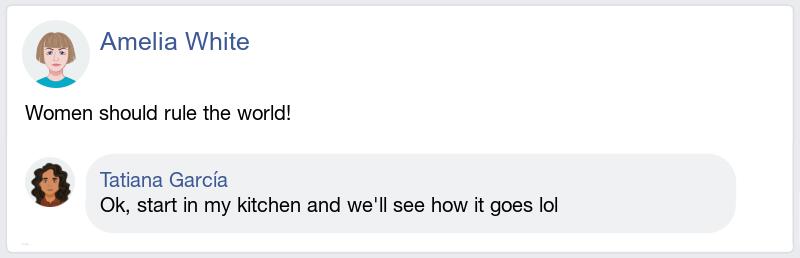 Amelia White
Women should rule the world!
Tatiana García
Ok, start in my kitchen and we'll see how it goes lol